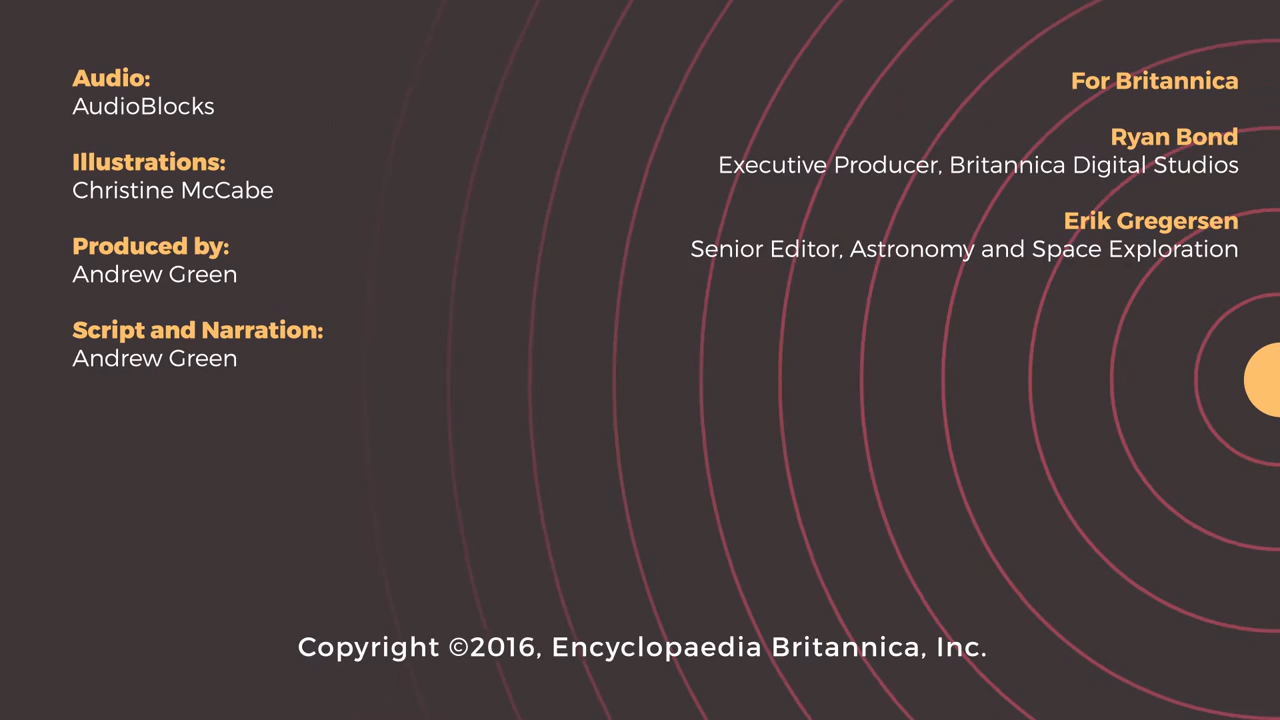 Audio:
AudioBlocks
Illustrations:
Christine McCabe
Produced by:
Andrew Green
Script and Narration:
Andrew Green
For Britannica
Ryan Bond
Executive Producer, Britannica Digital Studios
Erik Gregersen
Senior Editor, Astronomy and Space Exploration
Copyright ©2016, Encyclopaedia Britannica, Inc.